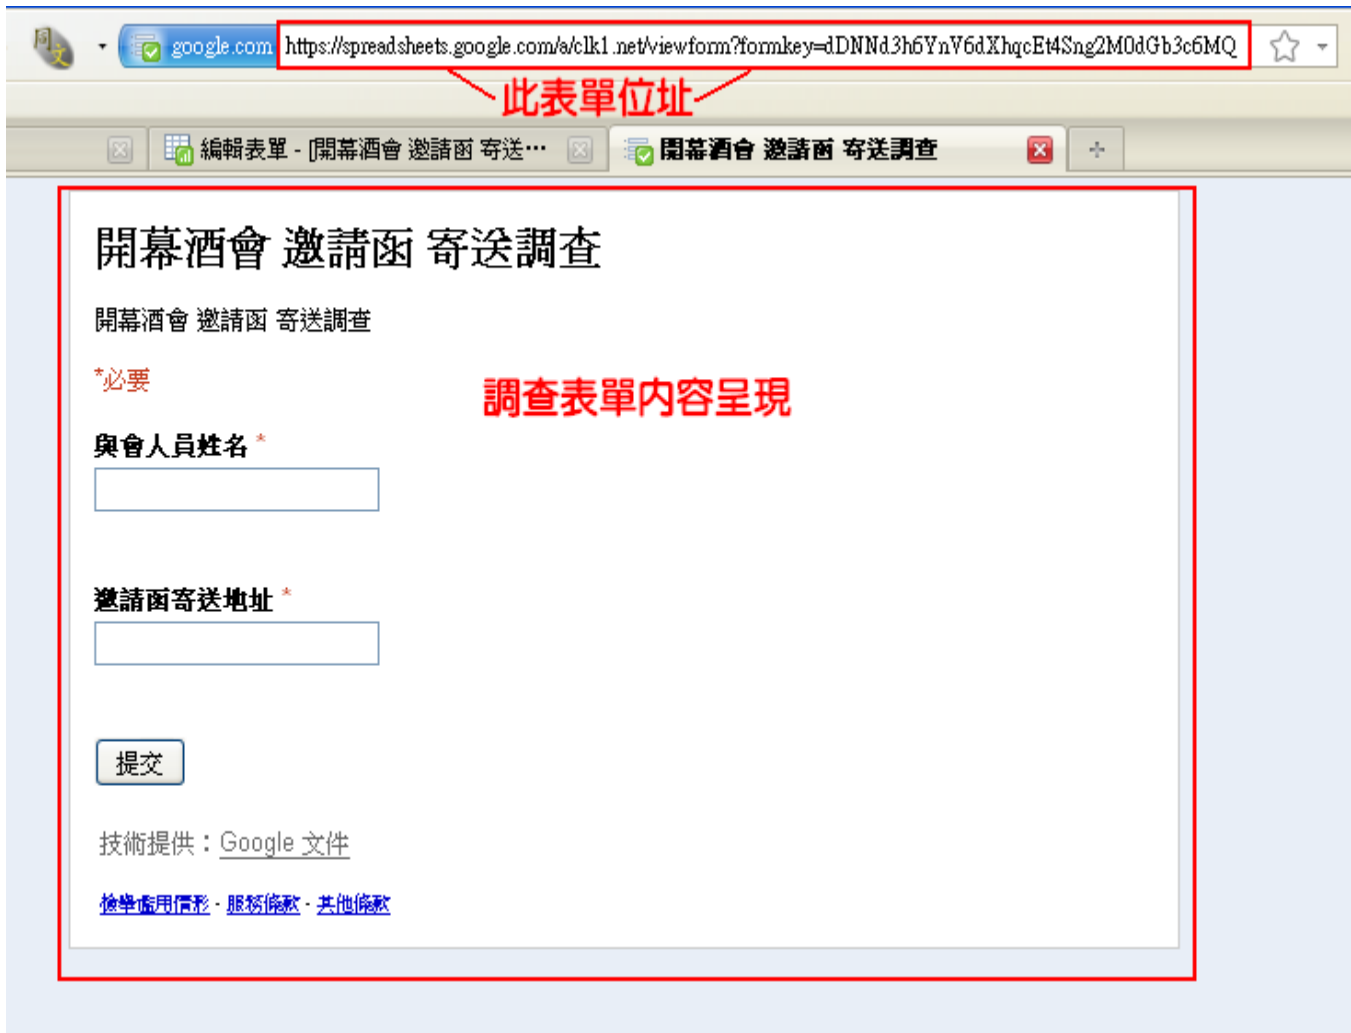 google.com https://spreadsheets.google.com/a/clk1.net/viewform?formkey=dDNNd3h6YnV6dXhqcEt4Sng2M0dGb3c6MQ
此表單位址
編輯表單 - [開幕酒會 邀請函 寄送… 開幕酒會 邀請函 寄送調查
開幕酒會 邀請函 寄送調查
開幕酒會 邀請函 寄送調查
*必要
調查表單內容呈現
與會人員姓名 *
邀請函寄送地址 *
提交
技術提供：Google 文件
檢舉濫用情形 - 服務條款 - 其他條款